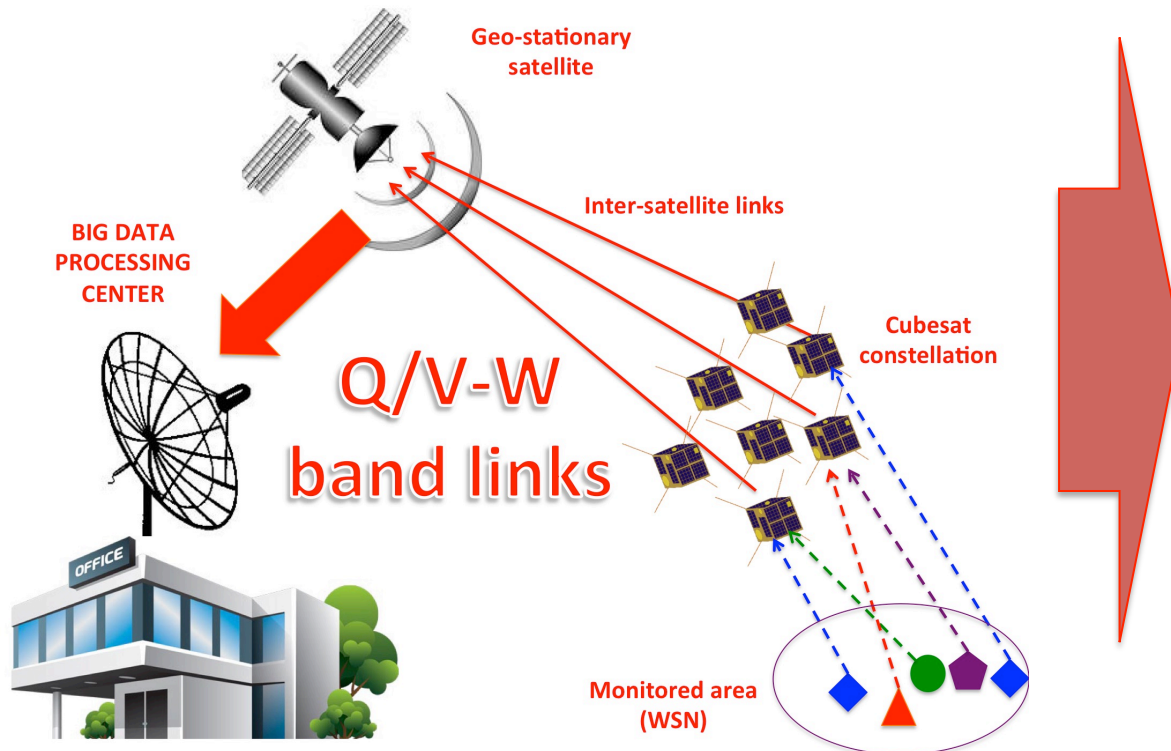 Geo-stationary
satellite
Inter-satellite links
BIG DATA
PROCESSING
CENTER
Cubesat
constellation
Q/V-W
band links
OFFICE
Monitored area
(WSN)